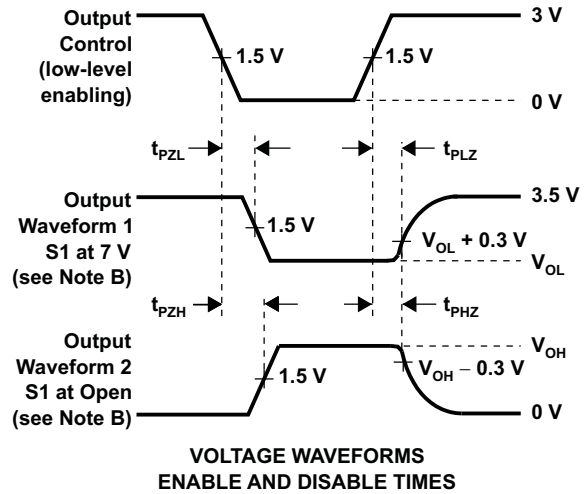 Output
Control
(low-level
enabling)
1.5 V
1.5 V
3 V
0 V
tPZL
tPLZ
Output
Waveform 1
S1 at 7 V
(see Note B)
1.5 V
3.5 V
VOL + 0.3 V
VOL
tPZH
tPHZ
Output
Waveform 2
S1 at Open
(see Note B)
1.5 V
VOH
VOH − 0.3 V
0 V
VOLTAGE WAVEFORMS
ENABLE AND DISABLE TIMES